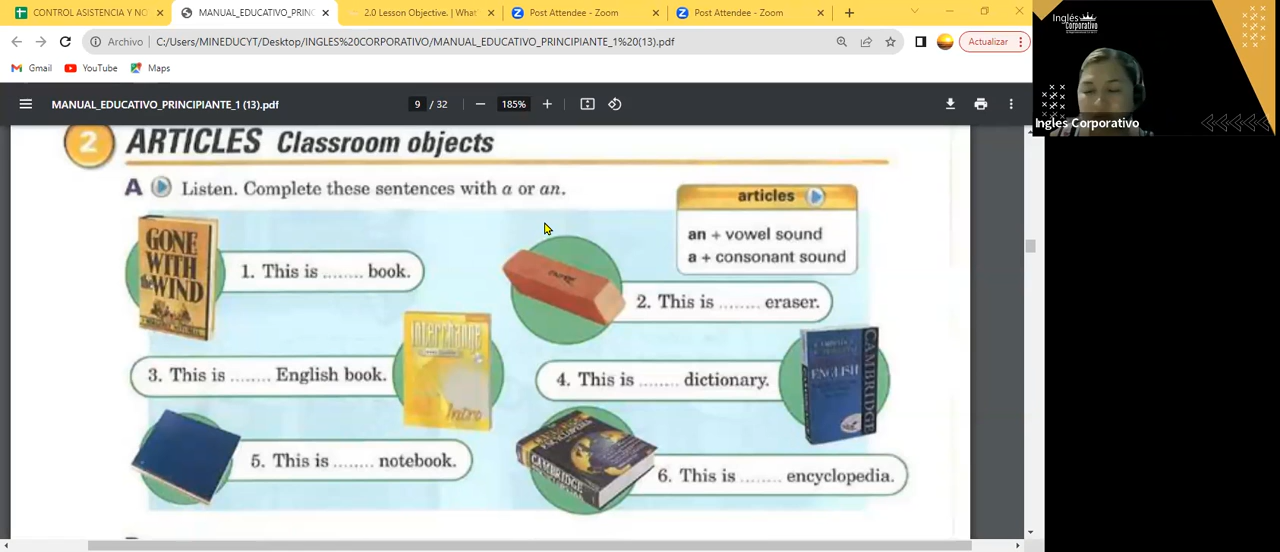 CONTROL ASISTENCIA Y NO
MANUAL_EDUCATIVO_PRINC
2.0 Lesson Objective. | What'
Post Attendee - Zoom
Post Attendee - Zoom
Archivo
C:/Users/MINEDUCYT/Desktop/INGLES%20CORPORATIVO/MANUAL_EDUCATIVO_PRINCIPIANTE_1%20(13).pdf
Actualizar
Gmail
YouTube
Maps
MANUAL_EDUCATIVO_PRINCIPIANTE_1 (13).pdf
9 / 32
185%
2 ARTICLES Classroom objects
A Listen. Complete these sentences with a or an.
articles
an + vowel sound
a + consonant sound
GONE
WITH
the WIND
1. This is ........ book.
2. This is ........ eraser.
3. This is ........ English book.
interchange
Intro
4. This is ........ dictionary.
ENGLISH
CAMBRIDGE
5. This is ........ notebook.
CAMBRIDGE
6. This is ........ encyclopedia.
Inglés
Corporativo
Ingles Corporativo